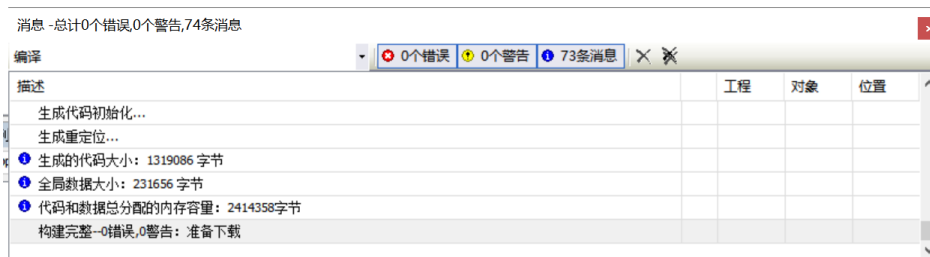 消息 -总计0个错误,0个警告,74条消息
编译 0个错误 0个警告 73条消息
描述 工程 对象 位置
生成代码初始化...
生成重定位...
生成的代码大小：1319086 字节
全局数据大小：231656 字节
代码和数据总分配的内存容量：2414358字节
构建完整--0错误,0警告：准备下载